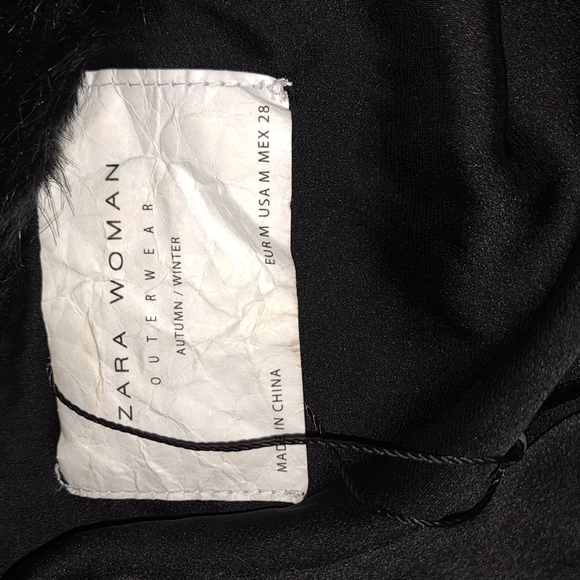 ZARA WOMAN
OUTERWEAR
AUTUMN / WINTER
MADE IN CHINA
EUR M USA M MEX 28